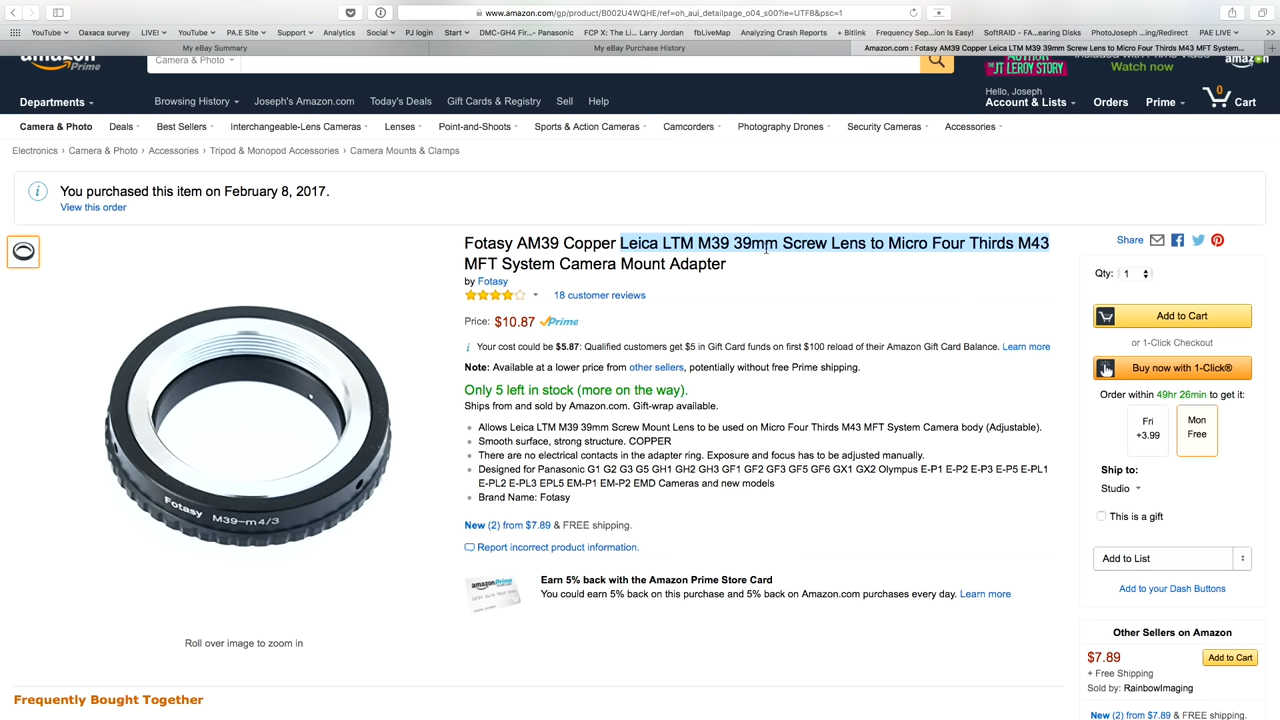 www.amazon.com/gp/product/B002U4WQHE/ref=oh_aui_detailpage_o04_s00?ie=UTF8&psc=1
YouTube Oaxaca survey LIVE! YouTube PA.E Site Support Analytics Social PJ login Start DMC-GH4 Fir... - Panasonic FCP X: The Li... Larry Jordan fll.media Analyzing Crash Reports + Bitlink Frequency Sep...ion Is Easy! SoftRAID - FA...earing Disks PhotoJoseph ...ing/Redirect PAE LIVE
My eBay Summary My eBay Purchase History Amazon.com : Fotasy AM39 Copper Leica LTM M39 39mm Screw Lens to Micro Four Thirds M43 MFT System...
amazon Prime Camera & Photo
THE JT LEROY STORY Watch now amazon
Departments Browsing History Joseph's Amazon.com Today's Deals Gift Cards & Registry Sell Help
Hello, Joseph
Account & Lists Orders Prime 0 Cart
Camera & Photo Deals Best Sellers Interchangeable-Lens Cameras Lenses Point-and-Shoots Sports & Action Cameras Camcorders Photography Drones Security Cameras Accessories
Electronics › Camera & Photo › Accessories › Tripod & Monopod Accessories › Camera Mounts & Clamps
You purchased this item on February 8, 2017.
View this order
Fotasy AM39 Copper Leica LTM M39 39mm Screw Lens to Micro Four Thirds M43
MFT System Camera Mount Adapter
by Fotasy
18 customer reviews
Price: $10.87 Prime
Your cost could be $5.87: Qualified customers get $5 in Gift Card funds on first $100 reload of their Amazon Gift Card Balance. Learn more
Note: Available at a lower price from other sellers, potentially without free Prime shipping.
Only 5 left in stock (more on the way).
Ships from and sold by Amazon.com. Gift-wrap available.
Allows Leica LTM M39 39mm Screw Mount Lens to be used on Micro Four Thirds M43 MFT System Camera body (Adjustable).
Smooth surface, strong structure. COPPER
There are no electrical contacts in the adapter ring. Exposure and focus has to be adjusted manually.
Designed for Panasonic G1 G2 G3 G5 GH1 GH2 GH3 GF1 GF2 GF3 GF5 GF6 GX1 GX2 Olympus E-P1 E-P2 E-P3 E-P5 E-PL1
E-PL2 E-PL3 EPL5 EM-P1 EM-P2 EMD Cameras and new models
Brand Name: Fotasy
New (2) from $7.89 & FREE shipping.
Report incorrect product information.
amazonPrime
Earn 5% back with the Amazon Prime Store Card
You could earn 5% back on this purchase and 5% back on Amazon.com purchases every day. Learn more
Fotasy M39-m4/3
Roll over image to zoom in
Frequently Bought Together
Share
Qty: 1
Add to Cart
or 1-Click Checkout
Buy now with 1-Click®
Order within 49hr 26min to get it:
Fri
+3.99
Mon
Free
Ship to:
Studio
This is a gift
Add to List
Add to your Dash Buttons
Other Sellers on Amazon
$7.89 Add to Cart
+ Free Shipping
Sold by: RainbowImaging
New (2) from $7.89 & FREE shipping.